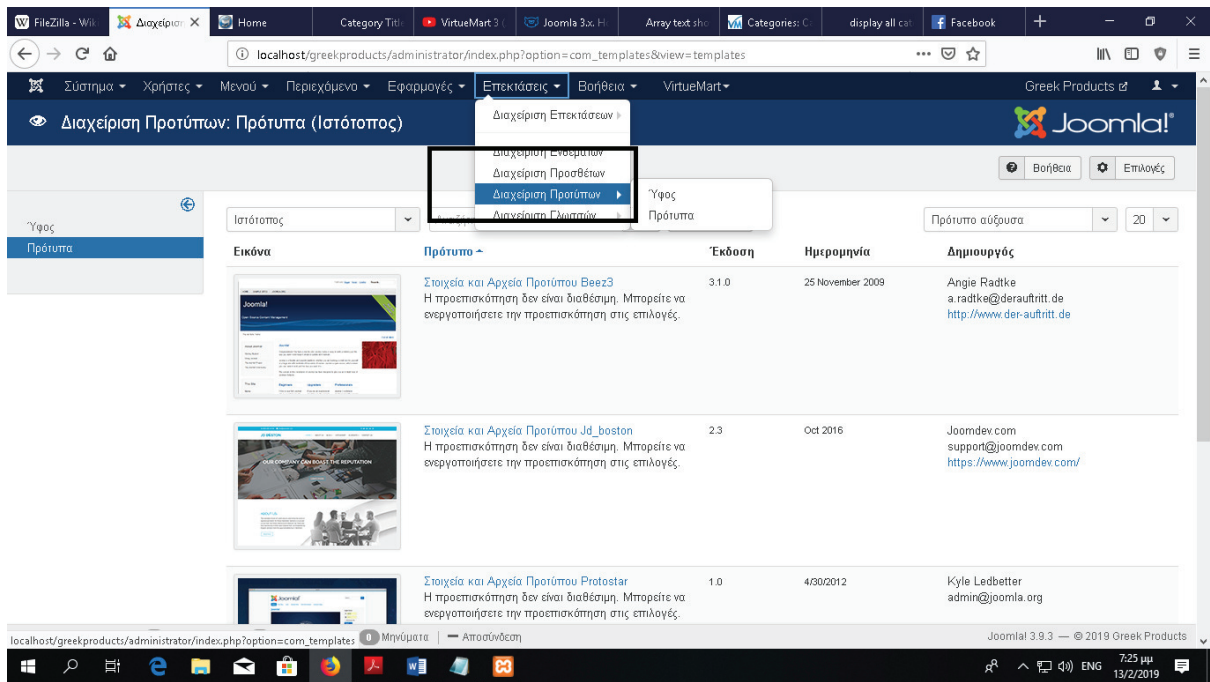 FileZilla - Wik
Διαχείριση
Home
Category Titl
VirtueMart 3
Joomla 3.x. H
Array text sho
Categories: C
display all cat
Facebook
localhost/greekproducts/administrator/index.php?option=com_templates&view=templates
Σύστημα Χρήστες Μενού Περιεχόμενο Εφαρμογές Επεκτάσεις Βοήθεια VirtueMart Greek Products
Διαχείριση Προτύπων: Πρότυπα (Ιστότοπος)
Joomla!
Διαχείριση Επεκτάσεων
Διαχείριση Ενθεμάτων
Διαχείριση Προσθέτων
Διαχείριση Προτύπων
Διαχείριση Γλωσσών
Ύφος
Πρότυπα
Βοήθεια Επιλογές
Ύφος
Πρότυπα
Ιστότοπος
Πρότυπο αύξουσα 20
Εικόνα Πρότυπο Έκδοση Ημερομηνία Δημιουργός
Στοιχεία και Αρχεία Προτύπου Beez3 3.1.0 25 November 2009 Angie Radtke
Η προεπισκόπηση δεν είναι διαθέσιμη. Μπορείτε να a.radtke@derauftritt.de
ενεργοποιήσετε την προεπισκόπηση στις επιλογές. http://www.der-auftritt.de
Joomla!
Στοιχεία και Αρχεία Προτύπου Jd_boston 2.3 Oct 2016 Joomdev.com
Η προεπισκόπηση δεν είναι διαθέσιμη. Μπορείτε να support@joomdev.com
ενεργοποιήσετε την προεπισκόπηση στις επιλογές. https://www.joomdev.com/
OUR COMPANY CAN BOAST THE REPUTATION
Στοιχεία και Αρχεία Προτύπου Protostar 1.0 4/30/2012 Kyle Ledbetter
Η προεπισκόπηση δεν είναι διαθέσιμη. Μπορείτε να admin@joomla.org
ενεργοποιήσετε την προεπισκόπηση στις επιλογές.
Joomla!
localhost/greekproducts/administrator/index.php?option=com_templates 0 Μηνύματα Αποσύνδεση Joomla! 3.9.3 — © 2019 Greek Products
ENG
7:25 μμ
13/2/2019